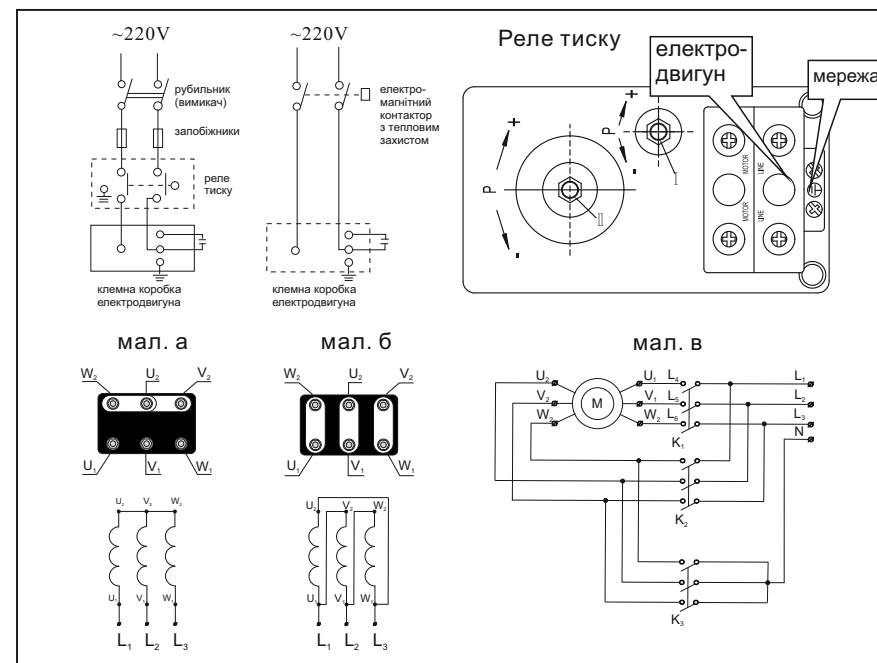 ~220V
рубильник
(вимикач)
запобіжники
реле
тиску
клемна коробка
електродвигуна
~220V
електро-
магнітний
контактор
з тепловим
захистом
клемна коробка
електродвигуна
Реле тиску
електро-
двигун
мережа
+
P
-
+
P
-
I
II
MOTOR
LINE
MOTOR
LINE
мал. а
W₂ U₂ V₂
U₁ V₁ W₁
U₂ V₂ W₂
U₁ V₁ W₁
L₁ L₂ L₃
мал. б
W₂ U₂ V₂
U₁ V₁ W₁
U₂ V₂ W₂
U₁ V₁ W₁
L₁ L₂ L₃
мал. в
U₂ U₁ L₄ L₁
V₂ M V₁ L₅ L₂
W₂ W₂ L₆ L₃
N
K₁
K₂
K₃